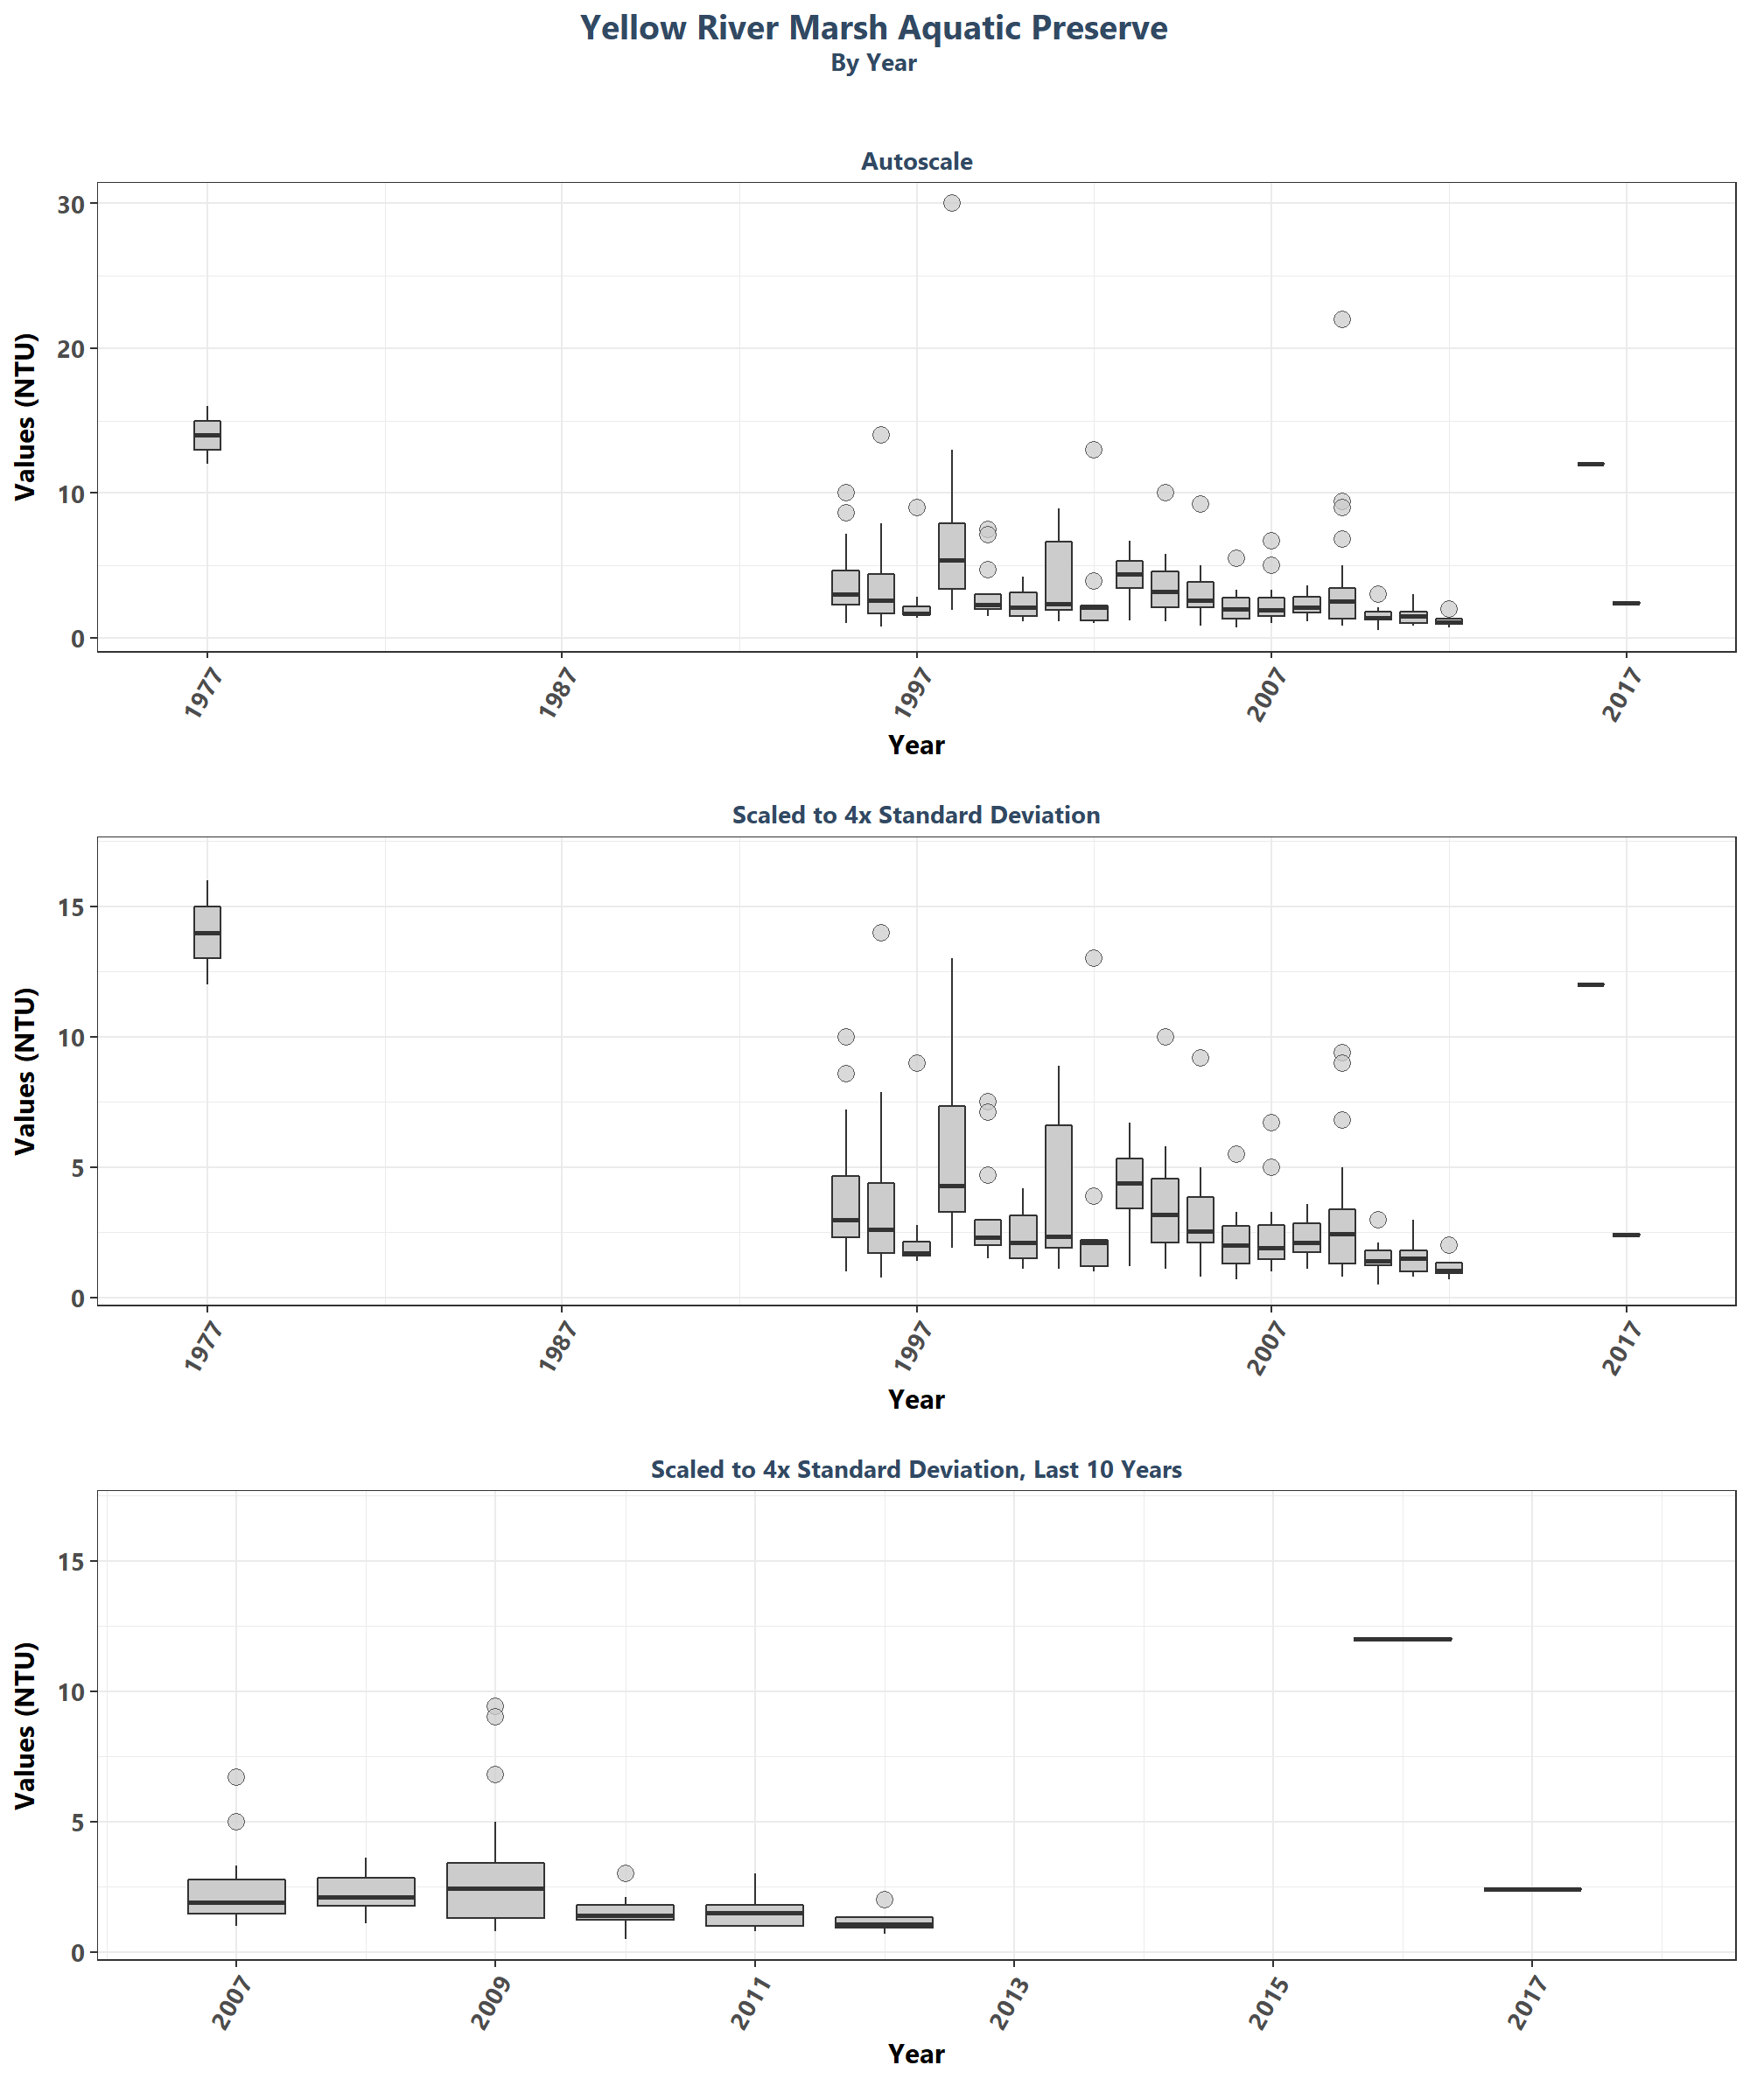 Yellow River Marsh Aquatic Preserve
By Year
Autoscale
Values (NTU)
30
20
10
0
1977
1987
1997
2007
2017
Year
Scaled to 4x Standard Deviation
Values (NTU)
15
10
5
0
1977
1987
1997
2007
2017
Year
Scaled to 4x Standard Deviation, Last 10 Years
Values (NTU)
15
10
5
0
2007
2009
2011
2013
2015
2017
Year